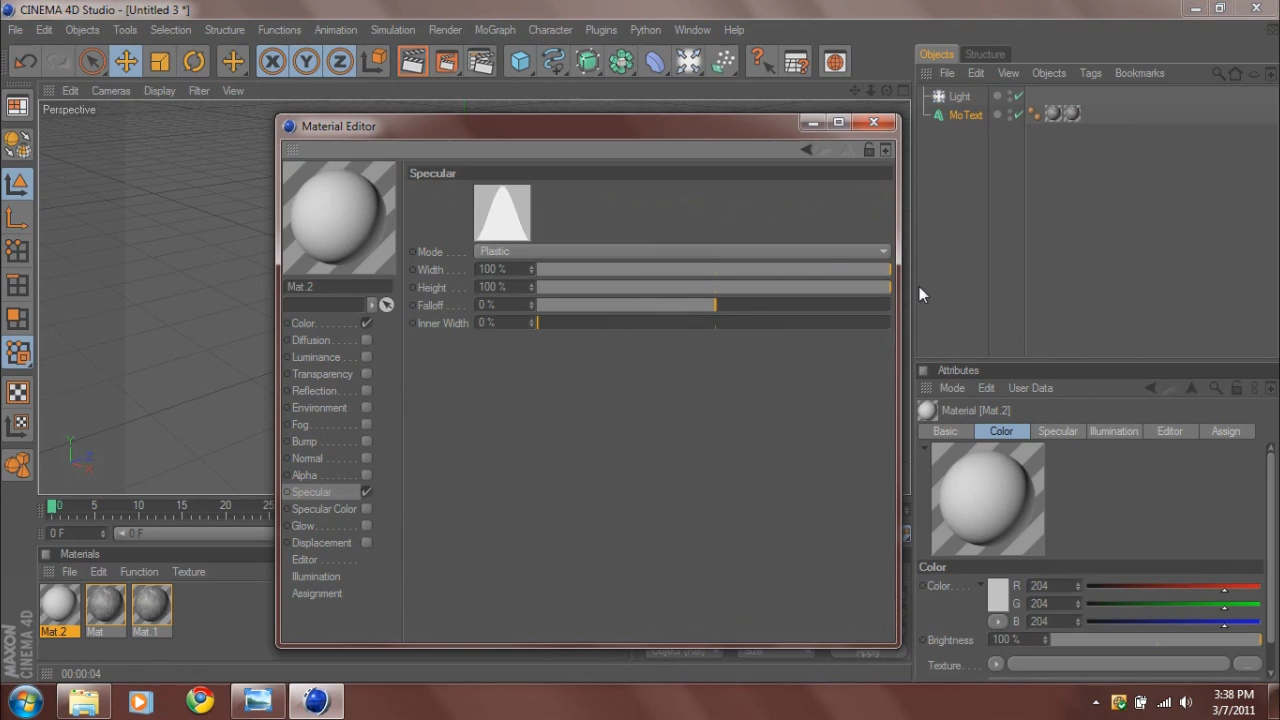 CINEMA 4D Studio - [Untitled 3 *]
File Edit Objects Tools Selection Structure Functions Animation Simulation Render MoGraph Character Plugins Python Window Help
X Y Z
Objects Structure
File Edit View Objects Tags Bookmarks
Light
MoText
Edit Cameras Display Filter View
Perspective
Material Editor
Specular
Mode . . . . Plastic
Width . . . . 100 %
Height . . . . 100 %
Falloff . . . . 0 %
Inner Width 0 %
Mat.2
Color. . . . . . . .
Diffusion . . . . .
Luminance . . .
Transparency
Reflection. . . .
Environment
Fog. . . . . . . . .
Bump . . . . . .
Normal . . . . .
Alpha . . . . . .
Specular . . . .
Specular Color
Glow. . . . . . . .
Displacement
Editor . . . . . .
Illumination
Assignment
Attributes
Mode Edit User Data
Material [Mat.2]
Basic Color Specular Illumination Editor Assign
Color
Color. . . . R 204
G 204
B 204
Brightness 100 %
Texture. . . . ...
Y Z X
0 5 10 15 20 25
0 F 0 F
Materials
File Edit Function Texture
Mat.2 Mat Mat.1
Apply
MAXON CINEMA 4D
00:00:04
3:38 PM
3/7/2011